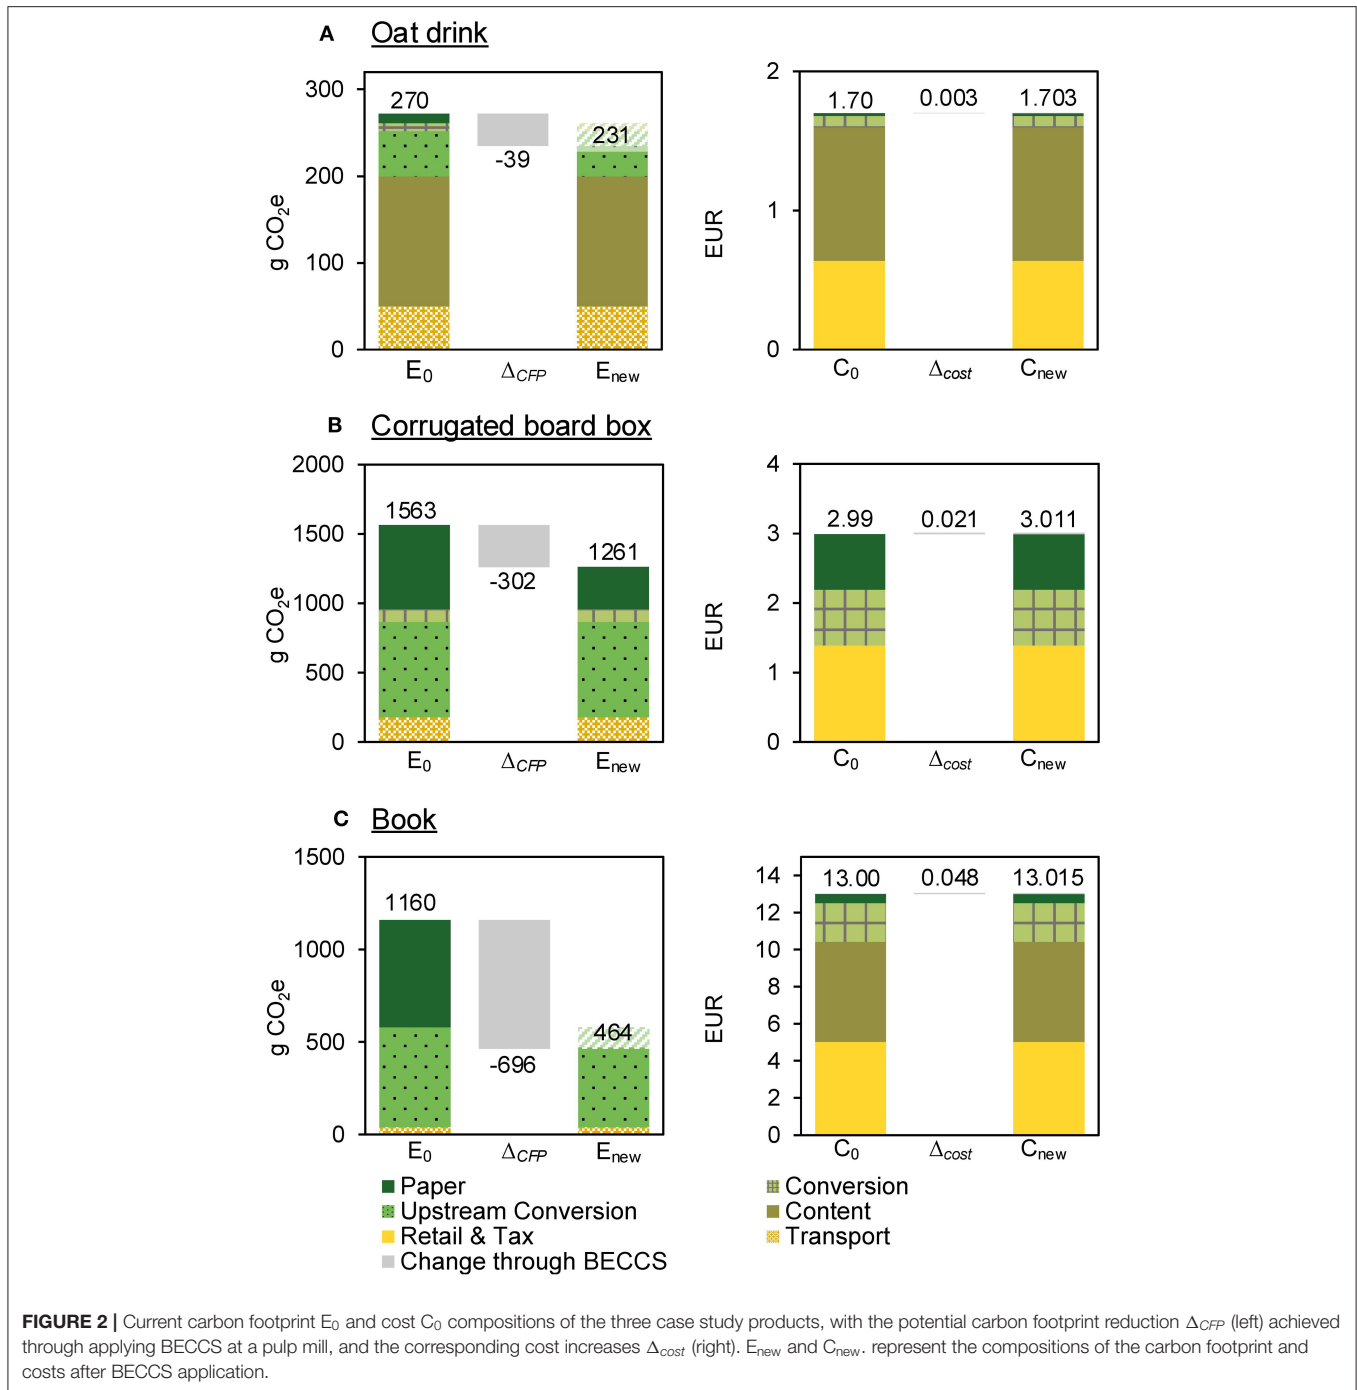 A Oat drink
300
200
100
0
g CO2e
270
-39
231
E0 ΔCFP Enew
2
1
0
EUR
1.70 0.003 1.703
C0 Δcost Cnew
B Corrugated board box
2000
1500
1000
500
0
g CO2e
1563
-302
1261
E0 ΔCFP Enew
4
3
2
1
0
EUR
2.99 0.021 3.011
C0 Δcost Cnew
C Book
1500
1000
500
0
g CO2e
1160
-696
464
E0 ΔCFP Enew
14
12
10
8
6
4
2
0
EUR
13.00 0.048 13.015
C0 Δcost Cnew
Paper
Upstream Conversion
Retail & Tax
Change through BECCS
Conversion
Content
Transport
FIGURE 2 | Current carbon footprint E0 and cost C0 compositions of the three case study products, with the potential carbon footprint reduction ΔCFP (left) achieved
through applying BECCS at a pulp mill, and the corresponding cost increases Δcost (right). Enew and Cnew. represent the compositions of the carbon footprint and
costs after BECCS application.